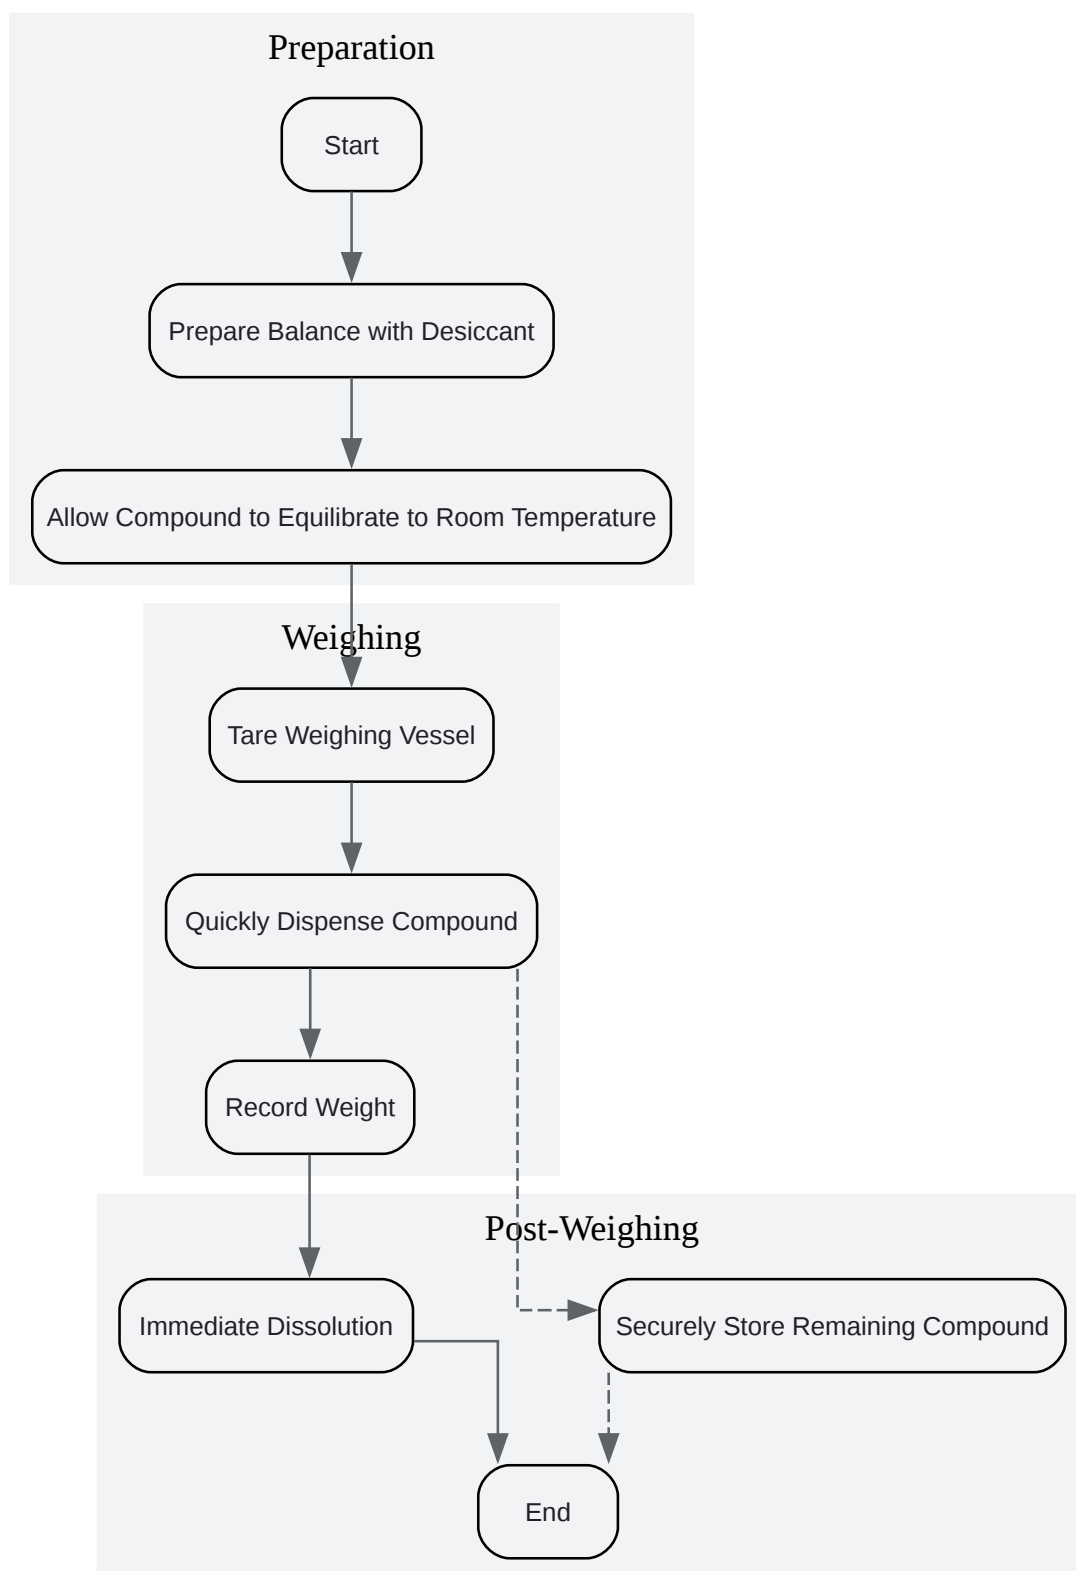 Preparation
Start
Prepare Balance with Desiccant
Allow Compound to Equilibrate to Room Temperature
Weighing
Tare Weighing Vessel
Quickly Dispense Compound
Record Weight
Post-Weighing
Immediate Dissolution
Securely Store Remaining Compound
End